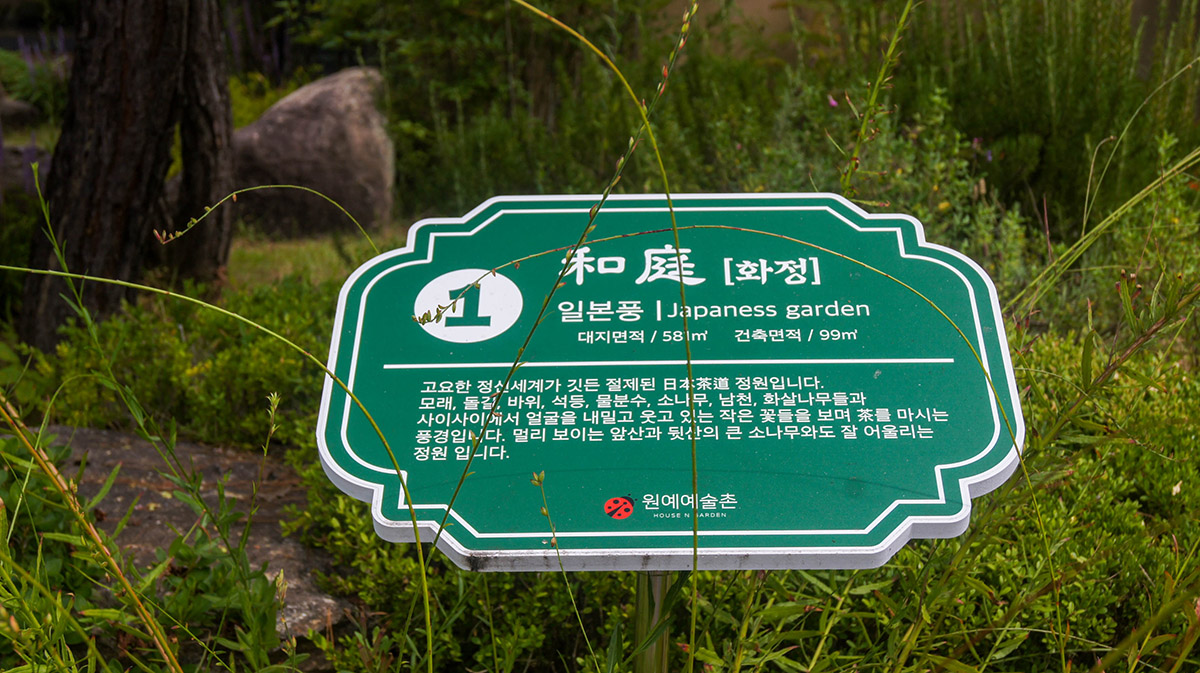 1
和庭 [화정]
일본풍 | Japaness garden
대지면적 / 581㎡ 건축면적 / 99㎡
고요한 정신세계가 깃든 절제된 日本茶道 정원입니다.
모래, 돌길, 바위, 석등, 물분수, 소나무, 남천, 화살나무들과
사이사이에서 얼굴을 내밀고 웃고 있는 작은 꽃들을 보며 茶를 마시는
풍경입니다. 멀리 보이는 앞산과 뒷산의 큰 소나무와도 잘 어울리는
정원 입니다.
원예예술촌
HOUSE N GARDEN